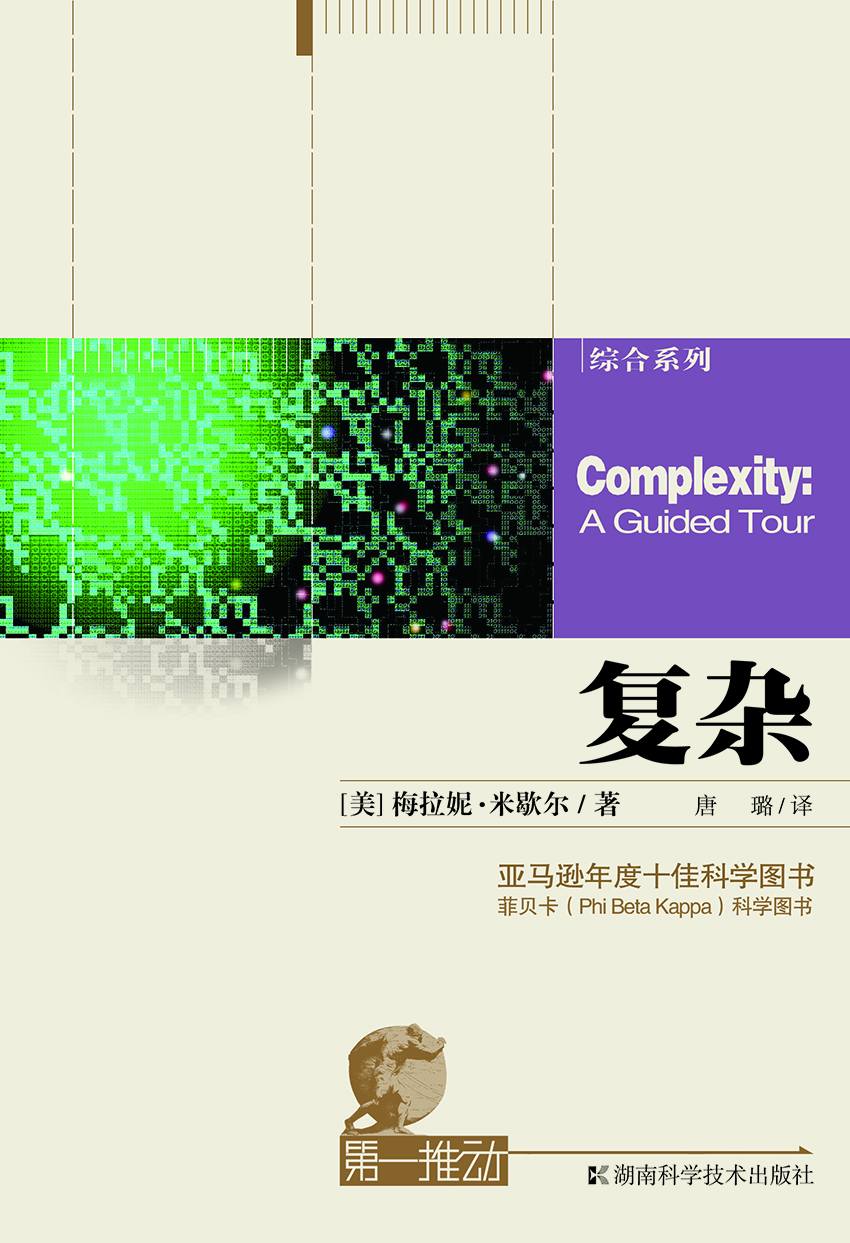 综合系列
Complexity:
A Guided Tour
复杂
[美] 梅拉妮·米歇尔 / 著 唐 璐 / 译
亚马逊年度十佳科学图书
菲贝卡（Phi Beta Kappa）科学图书
第一推动
湖南科学技术出版社